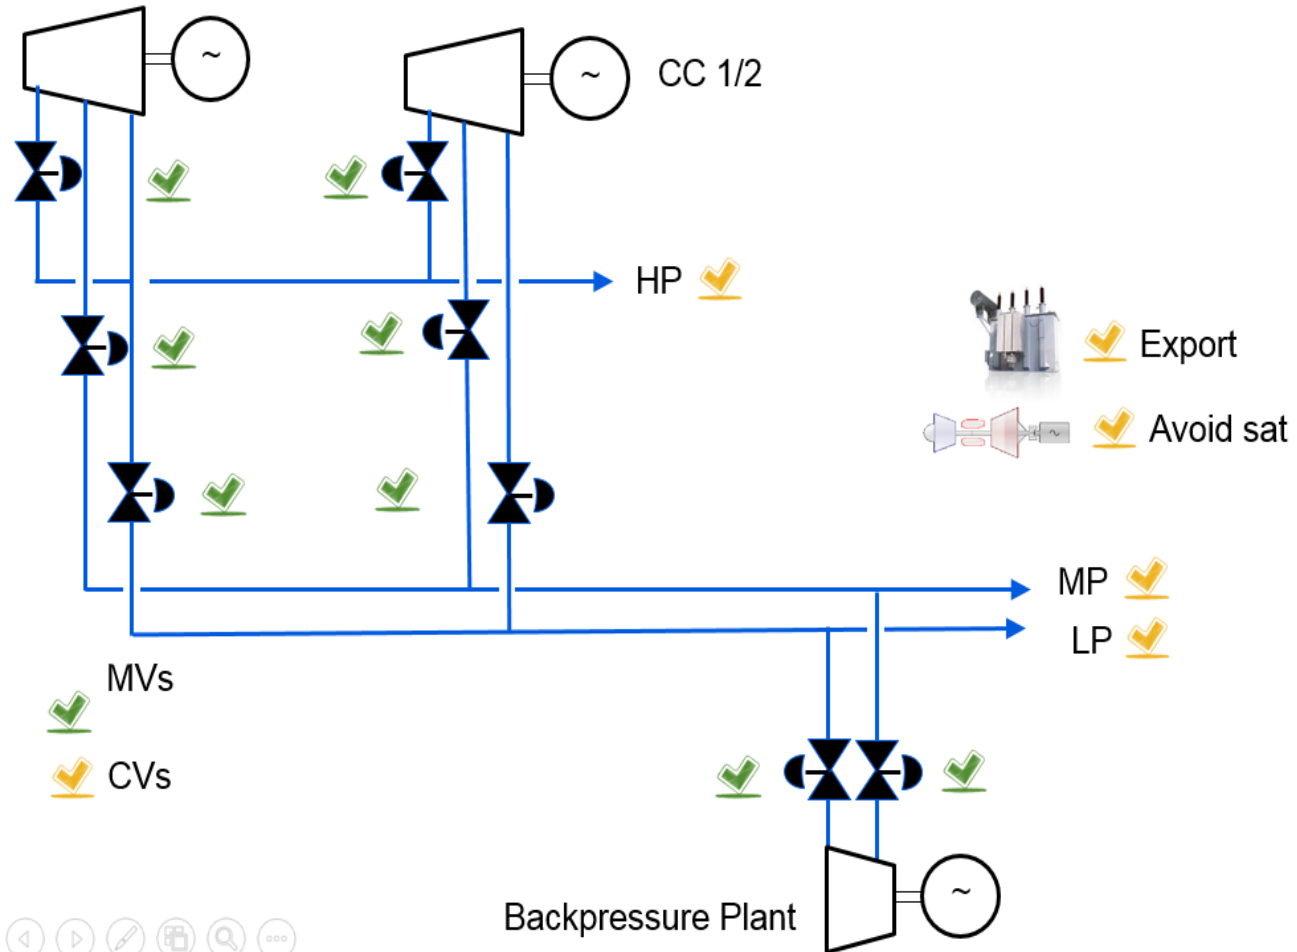 ~
~
CC 1/2
HP
Export
~
Avoid sat
MP
LP
MVs
CVs
~
Backpressure Plant